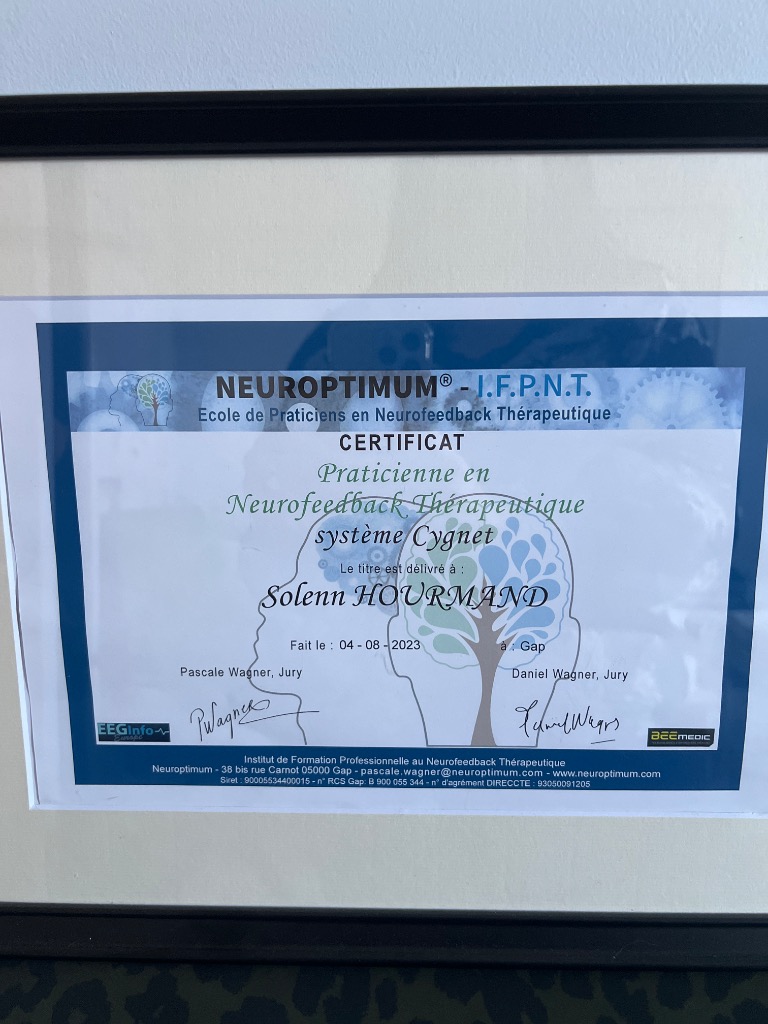 NEUROPTIMUM® - I.F.P.N.T.
Ecole de Praticiens en Neurofeedback Thérapeutique
CERTIFICAT
Praticienne en
Neurofeedback Thérapeutique
système Cygnet
Le titre est délivré à :
Solenn HOURMAND
Fait le : 04 - 08 - 2023 à : Gap
Pascale Wagner, Jury Daniel Wagner, Jury
PWagner
EEGInfo
Europe
BEEMEDIC
Institut de Formation Professionnelle au Neurofeedback Thérapeutique
Neuroptimum - 38 bis rue Carnot 05000 Gap - pascale.wagner@neuroptimum.com - www.neuroptimum.com
Siret : 90005534400015 - n° RCS Gap: B 900 055 344 - n° d'agrément DIRECCTE : 93050091205